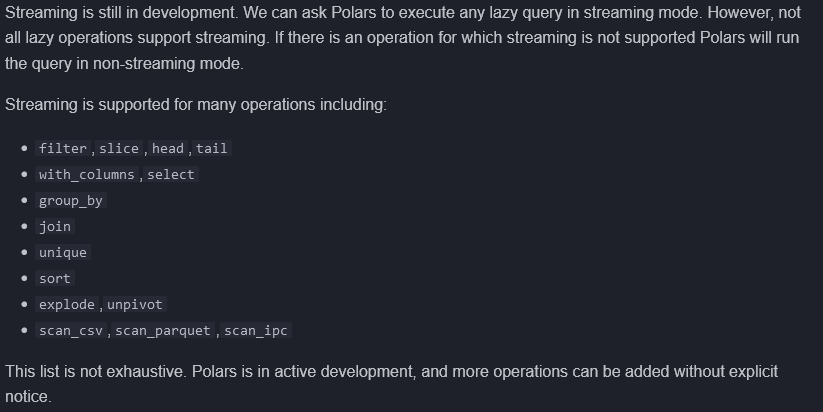 Streaming is still in development. We can ask Polars to execute any lazy query in streaming mode. However, not
all lazy operations support streaming. If there is an operation for which streaming is not supported Polars will run
the query in non-streaming mode.
Streaming is supported for many operations including:
• filter, slice, head, tail
• with_columns, select
• group_by
• join
• unique
• sort
• explode, unpivot
• scan_csv, scan_parquet, scan_ipc
This list is not exhaustive. Polars is in active development, and more operations can be added without explicit
notice.